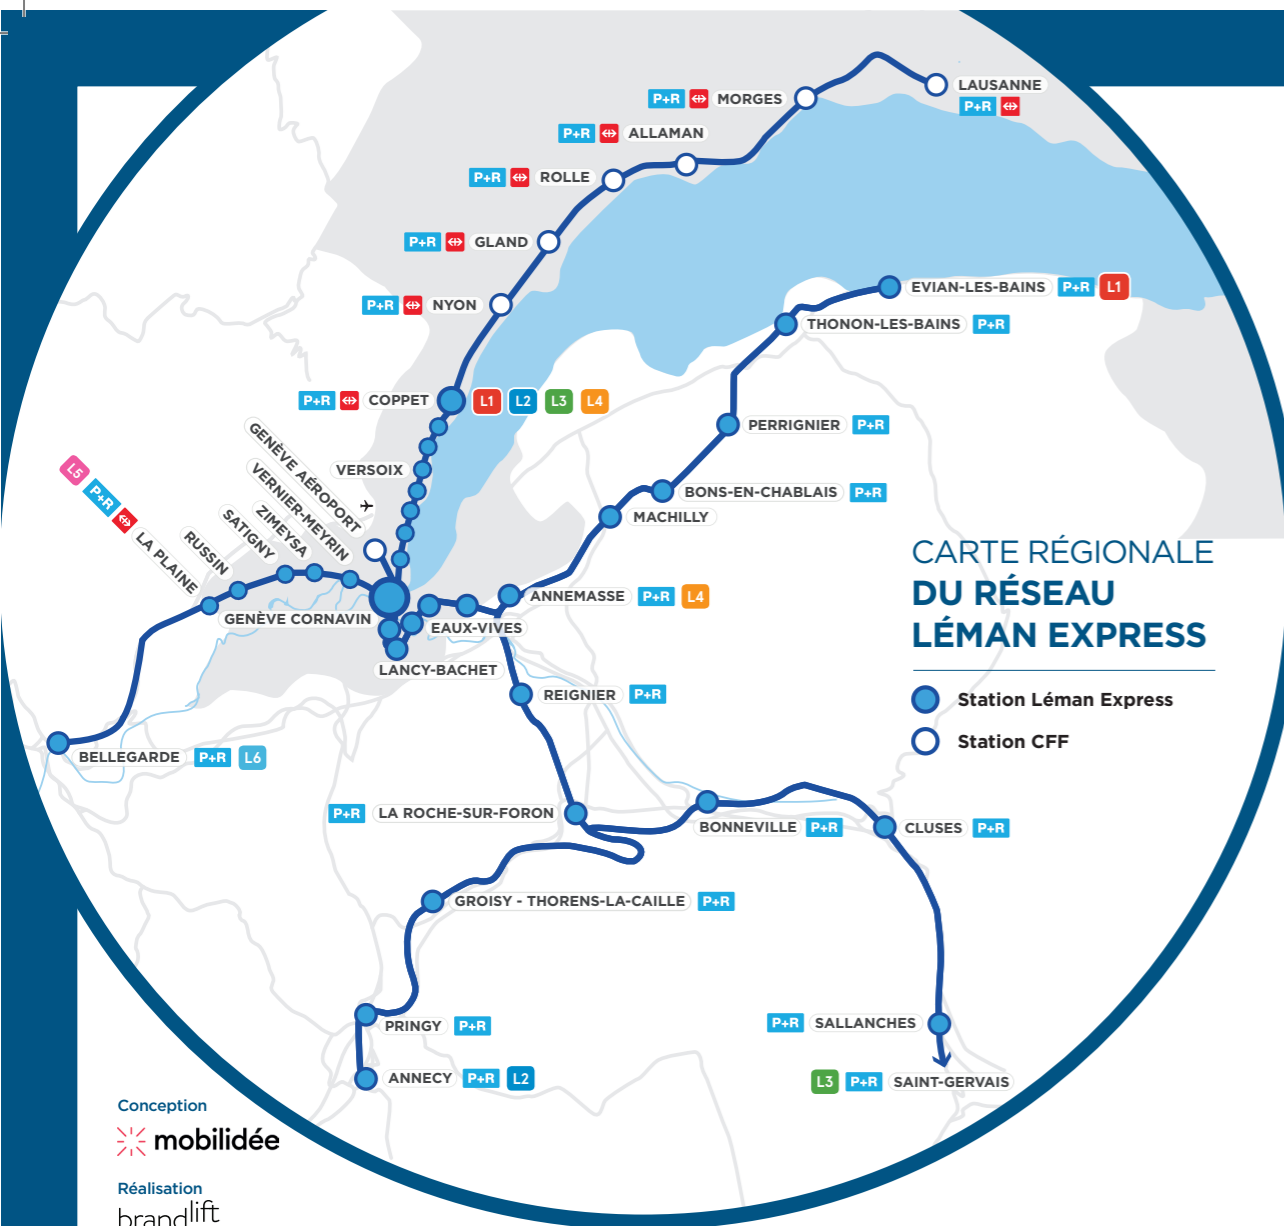 LAUSANNE
P+R
P+R MORGES
P+R ALLAMAN
P+R ROLLE
P+R GLAND
P+R NYON
EVIAN-LES-BAINS P+R L1
THONON-LES-BAINS P+R
P+R COPPET L1 L2 L3 L4
PERRIGNIER P+R
VERSOIX
BONS-EN-CHABLAIS P+R
MACHILLY
GENÈVE AÉROPORT
VERNIER-MEYRIN
ZIMEYSA
SATIGNY
RUSSIN
L5 P+R LA PLAINE
GENÈVE CORNAVIN
ANNEMASSE P+R L4
EAUX-VIVES
LANCY-BACHET
REIGNIER P+R
BELLEGARDE P+R L6
P+R LA ROCHE-SUR-FORON
BONNEVILLE P+R
CLUSES P+R
GROISY - THORENS-LA-CAILLE P+R
PRINGY P+R
ANNECY P+R L2
P+R SALLANCHES
L3 P+R SAINT-GERVAIS
CARTE RÉGIONALE
DU RÉSEAU
LÉMAN EXPRESS
Station Léman Express
Station CFF
Conception
mobilidée
Réalisation
brandlift